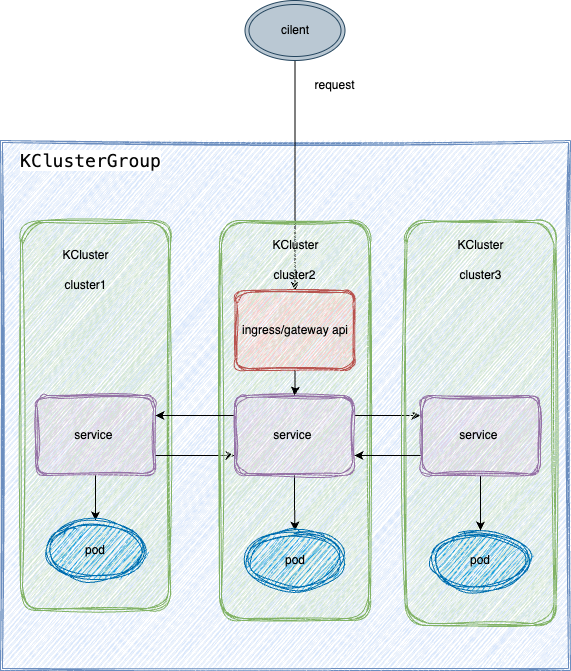 cilent
request
KClusterGroup
KCluster
cluster1
KCluster
cluster2
KCluster
cluster3
ingress/gateway api
service
service
service
pod
pod
pod